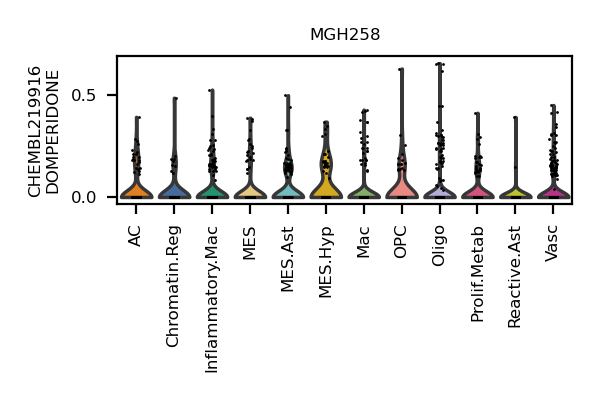 MGH258
CHEMBL219916
DOMPERIDONE
0.5
0.0
AC
Chromatin.Reg
Inflammatory.Mac
MES
MES.Ast
MES.Hyp
Mac
OPC
Oligo
Prolif.Metab
Reactive.Ast
Vasc